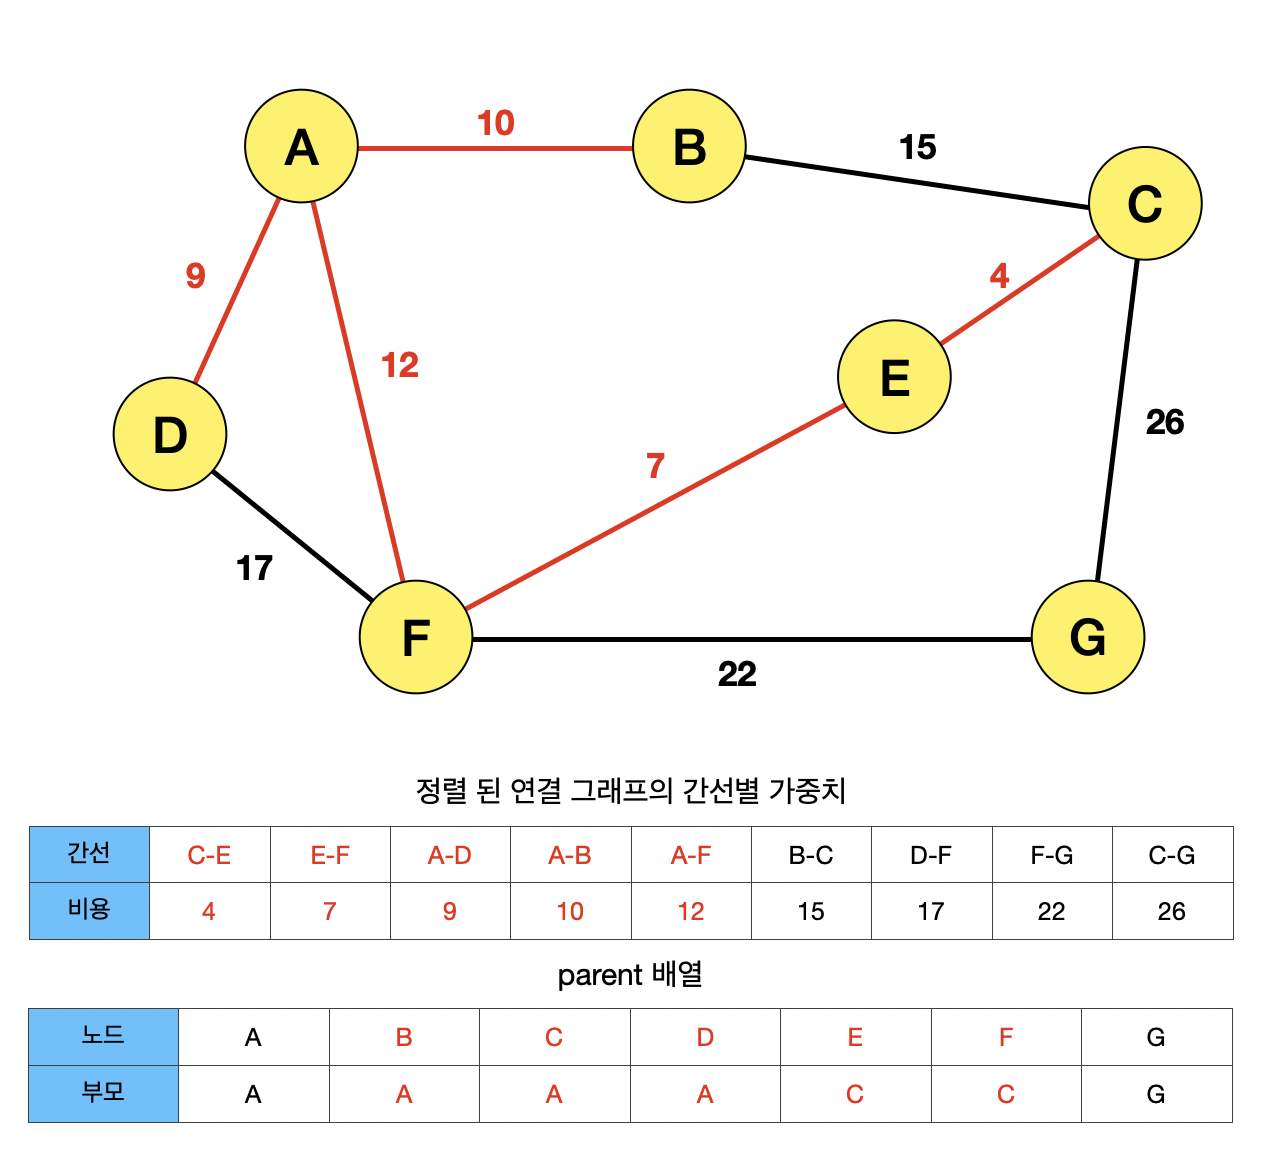 10
A
B
15
C
9
4
12
E
D
26
7
17
F
G
22
정렬 된 연결 그래프의 간선별 가중치
간선 C-E E-F A-D A-B A-F B-C D-F F-G C-G
비용 4 7 9 10 12 15 17 22 26
parent 배열
노드 A B C D E F G
부모 A A A A C C G